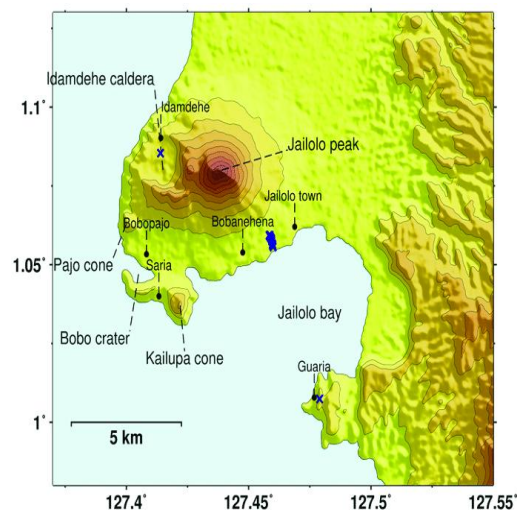 Idamdehe caldera
Idamdehe
1.1°
Jailolo peak
Jailolo town
Bobopajo
Bobanehena
Pajo cone
1.05°
Saria
Bobo crater
Jailolo bay
Kailupa cone
Guaria
1°
5 km
127.4° 127.45° 127.5° 127.55°